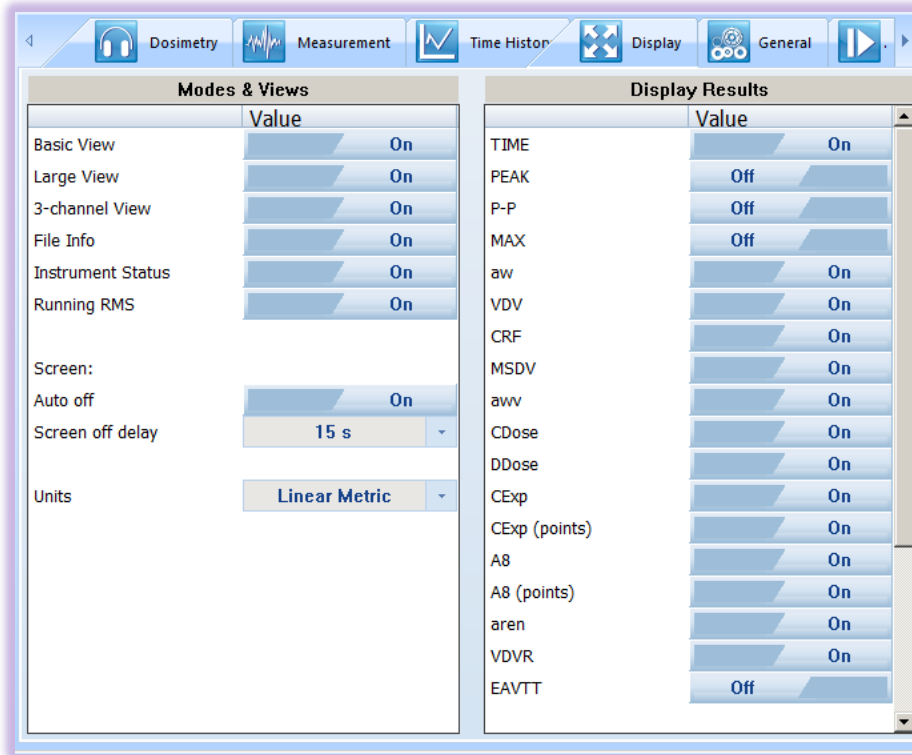 Dosimetry Measurement Time Histor Display General .
Modes & Views
Value
Basic View On
Large View On
3-channel View On
File Info On
Instrument Status On
Running RMS On
Screen:
Auto off On
Screen off delay 15 s
Units Linear Metric
Display Results
Value
TIME On
PEAK Off
P-P Off
MAX Off
aw On
VDV On
CRF On
MSDV On
awv On
CDose On
DDose On
CExp On
CExp (points) On
A8 On
A8 (points) On
aren On
VDVR On
EAVTT Off